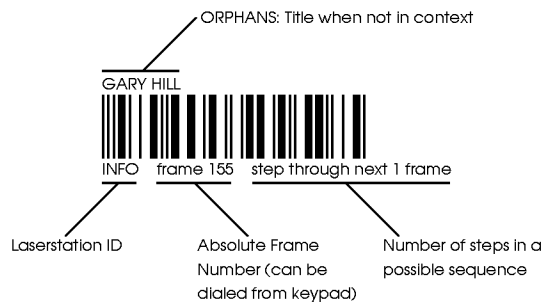 ORPHANS: Title when not in context
GARY HILL
INFO frame 155 step through next 1 frame
Laserstation ID
Absolute Frame
Number (can be
dialed from keypad)
Number of steps in a
possible sequence